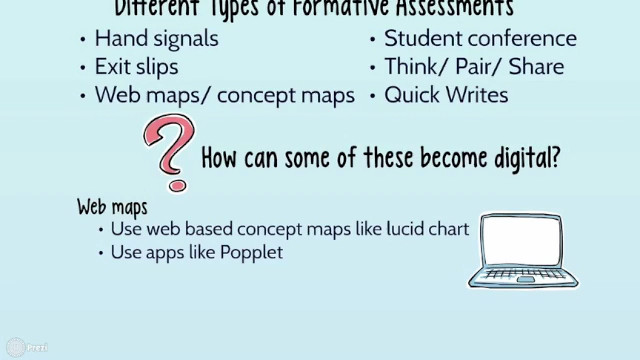 Different Types of Formative Assessments
• Hand signals
• Exit slips
• Web maps/ concept maps
• Student conference
• Think/ Pair/ Share
• Quick Writes
How can some of these become digital?
Web maps
• Use web based concept maps like lucid chart
• Use apps like Popplet
Prezi